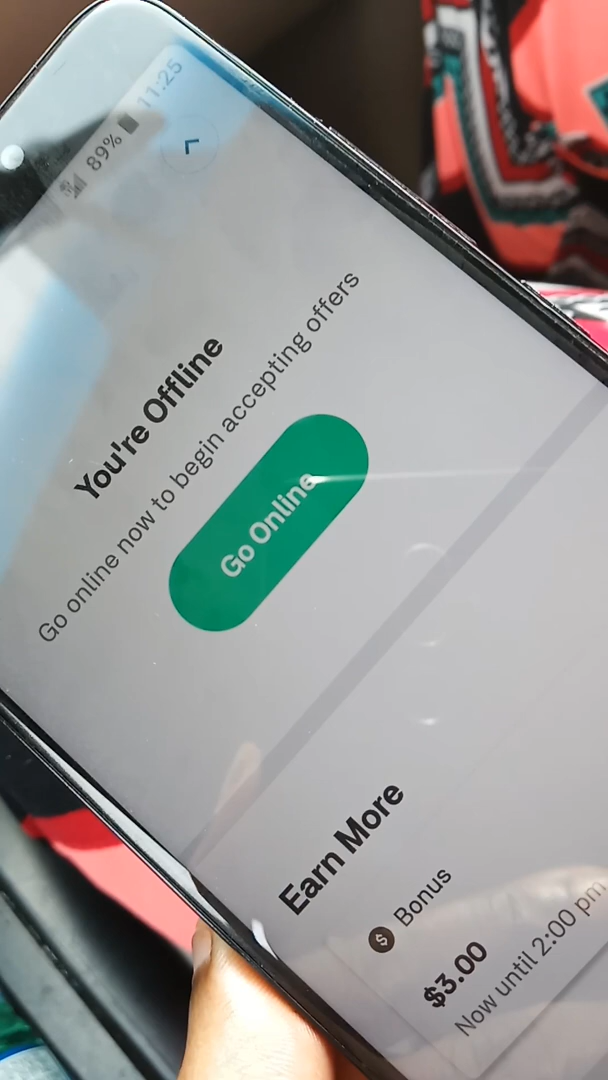 89% 11:25
You're Offline
Go online now to begin accepting offers
Go Online
Earn More
$ Bonus
$3.00
Now until 2:00 pm